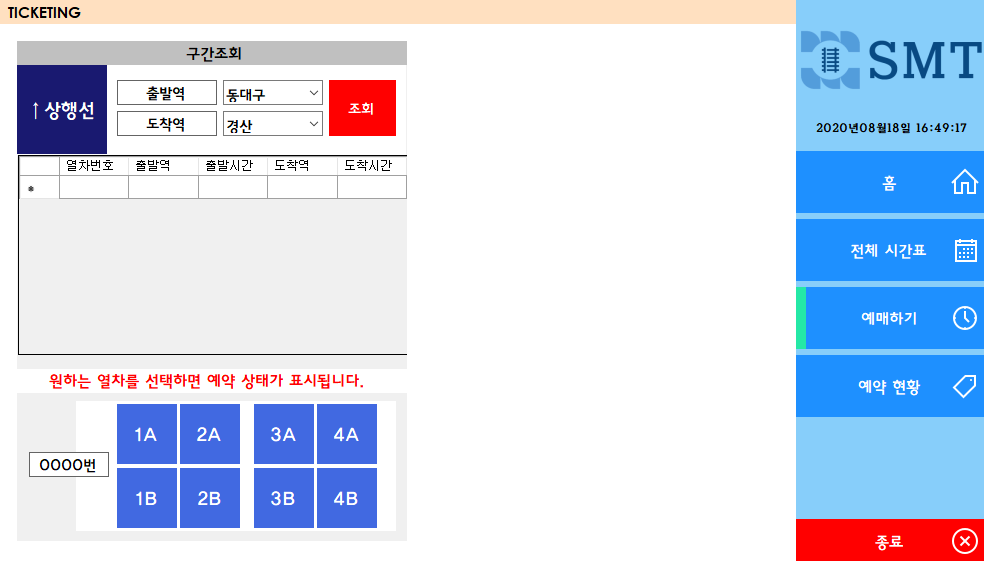 TICKETING
구간조회
↑상행선
출발역
동대구
도착역
경산
조회
열차번호 출발역 출발시간 도착역 도착시간
*
원하는 열차를 선택하면 예약 상태가 표시됩니다.
0000번
1A 2A 3A 4A
1B 2B 3B 4B
SMT
2020년08월18일 16:49:17
홈
전체 시간표
예매하기
예약 현황
종료